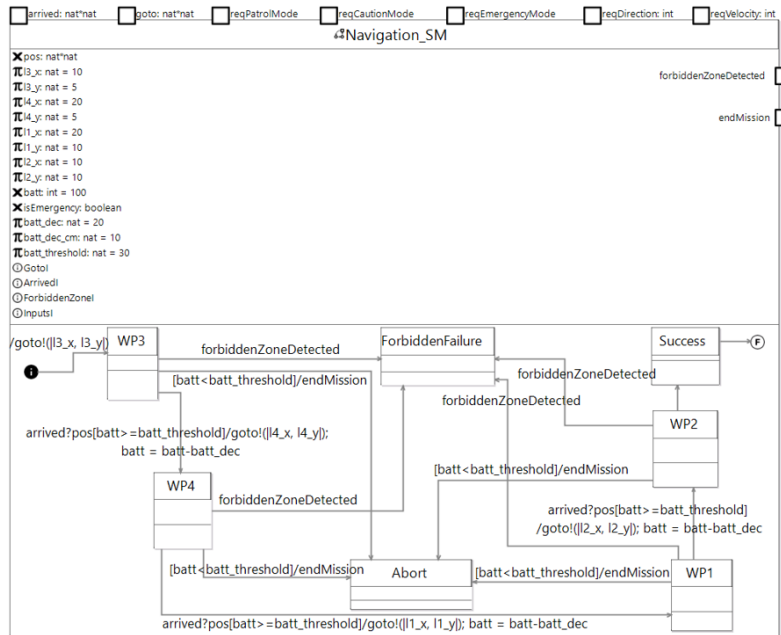 arrived: nat*nat goto: nat*nat reqPatrolMode reqCautionMode reqEmergencyMode reqDirection: int reqVelocity: int
Navigation_SM
pos: nat*nat
l3_x: nat = 10
l3_y: nat = 5
l4_x: nat = 20
l4_y: nat = 5
l1_x: nat = 20
l1_y: nat = 10
l2_x: nat = 10
l2_y: nat = 10
batt: int = 100
isEmergency: boolean
batt_dec: nat = 20
batt_dec_cm: nat = 10
batt_threshold: nat = 30
GotoI
ArrivedI
ForbiddenZoneI
InputsI
forbiddenZoneDetected
endMission
/goto!(|l3_x, l3_y|)
i
WP3
forbiddenZoneDetected
ForbiddenFailure
Success
F
[batt<batt_threshold]/endMission
forbiddenZoneDetected
forbiddenZoneDetected
WP2
arrived?pos[batt>=batt_threshold]/goto!(|l4_x, l4_y|);
batt = batt-batt_dec
[batt<batt_threshold]/endMission
WP4
forbiddenZoneDetected
arrived?pos[batt>=batt_threshold]
/goto!(|l2_x, l2_y|); batt = batt-batt_dec
[batt<batt_threshold]/endMission
Abort
[batt<batt_threshold]/endMission
WP1
arrived?pos[batt>=batt_threshold]/goto!(|l1_x, l1_y|); batt = batt-batt_dec